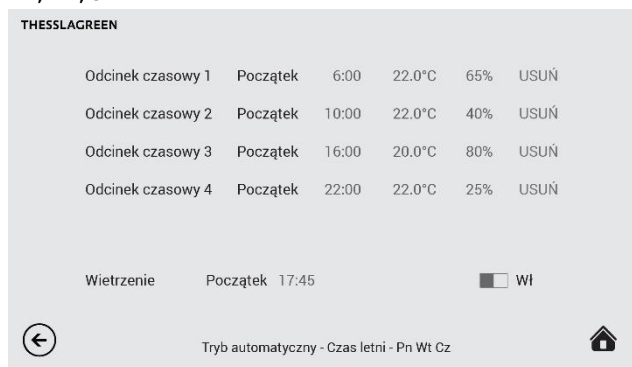 THESSLAGREEN
Odcinek czasowy 1 Początek 6:00 22.0°C 65% USUŃ
Odcinek czasowy 2 Początek 10:00 22.0°C 40% USUŃ
Odcinek czasowy 3 Początek 16:00 20.0°C 80% USUŃ
Odcinek czasowy 4 Początek 22:00 22.0°C 25% USUŃ
Wietrzenie Początek 17:45 Wł
Tryb automatyczny - Czas letni - Pn Wt Cz